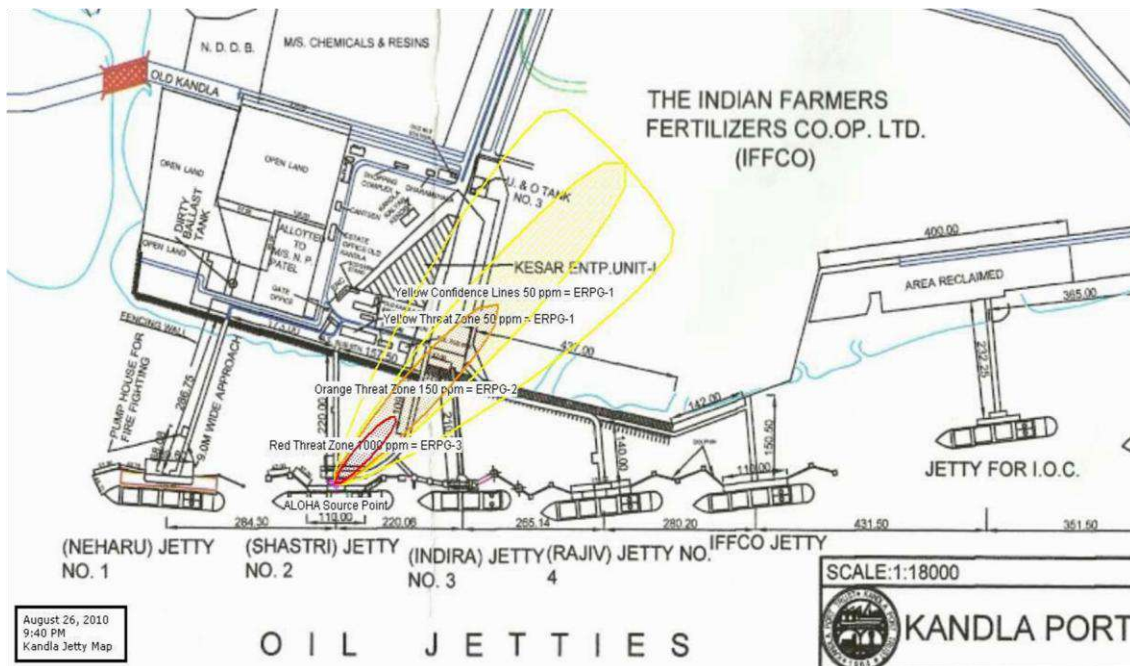 N. D. D. B.
M/S. CHEMICALS & RESINS
OLD KANDLA
THE INDIAN FARMERS
FERTILIZERS CO.OP. LTD.
(IFFCO)
OPEN LAND
OPEN LAND
SHOPPING
COMPLEX
DHARAMSHALA
U. & O TANK
NO. 3
CANTEEN
DIRTY
BALLAST
TANK
ALLOTTED
TO
M/S. N. P
PATEL
ESTATE
OFFICE OLD
KANDLA
OPEN LAND
GATE
OFFICE
KESAR ENTP.UNIT-I
400.00
AREA RECLAIMED
365.00
Yellow Confidence Lines 50 ppm = ERPG-1
Yellow Threat Zone 50 ppm = ERPG-1
FENCING WALL
PUMP HOUSE FOR
FIRE FIGHTING
286.75
9.0M WIDE APPROACH
437.00
232.25
Orange Threat Zone 150 ppm = ERPG-2
220.00
142.00
150.50
140.00
Red Threat Zone 1000 ppm = ERPG-3
DOLPHIN
110.00
JETTY FOR I.O.C.
ALOHA Source Point
110.00
284.30
220.06
265.14
280.20
431.50
351.50
(NEHARU) JETTY
NO. 1
(SHASTRI) JETTY
NO. 2
(INDIRA) JETTY
NO. 3
(RAJIV) JETTY NO.
4
IFFCO JETTY
SCALE:1:18000
KANDLA PORT
August 26, 2010
9:40 PM
Kandla Jetty Map
OIL JETTIES